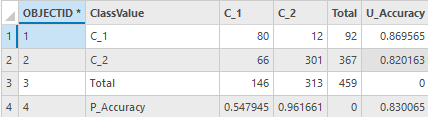 OBJECTID * ClassValue C_1 C_2 Total U_Accuracy
1 1 C_1 80 12 92 0.869565
2 2 C_2 66 301 367 0.820163
3 3 Total 146 313 459 0
4 4 P_Accuracy 0.547945 0.961661 0 0.830065